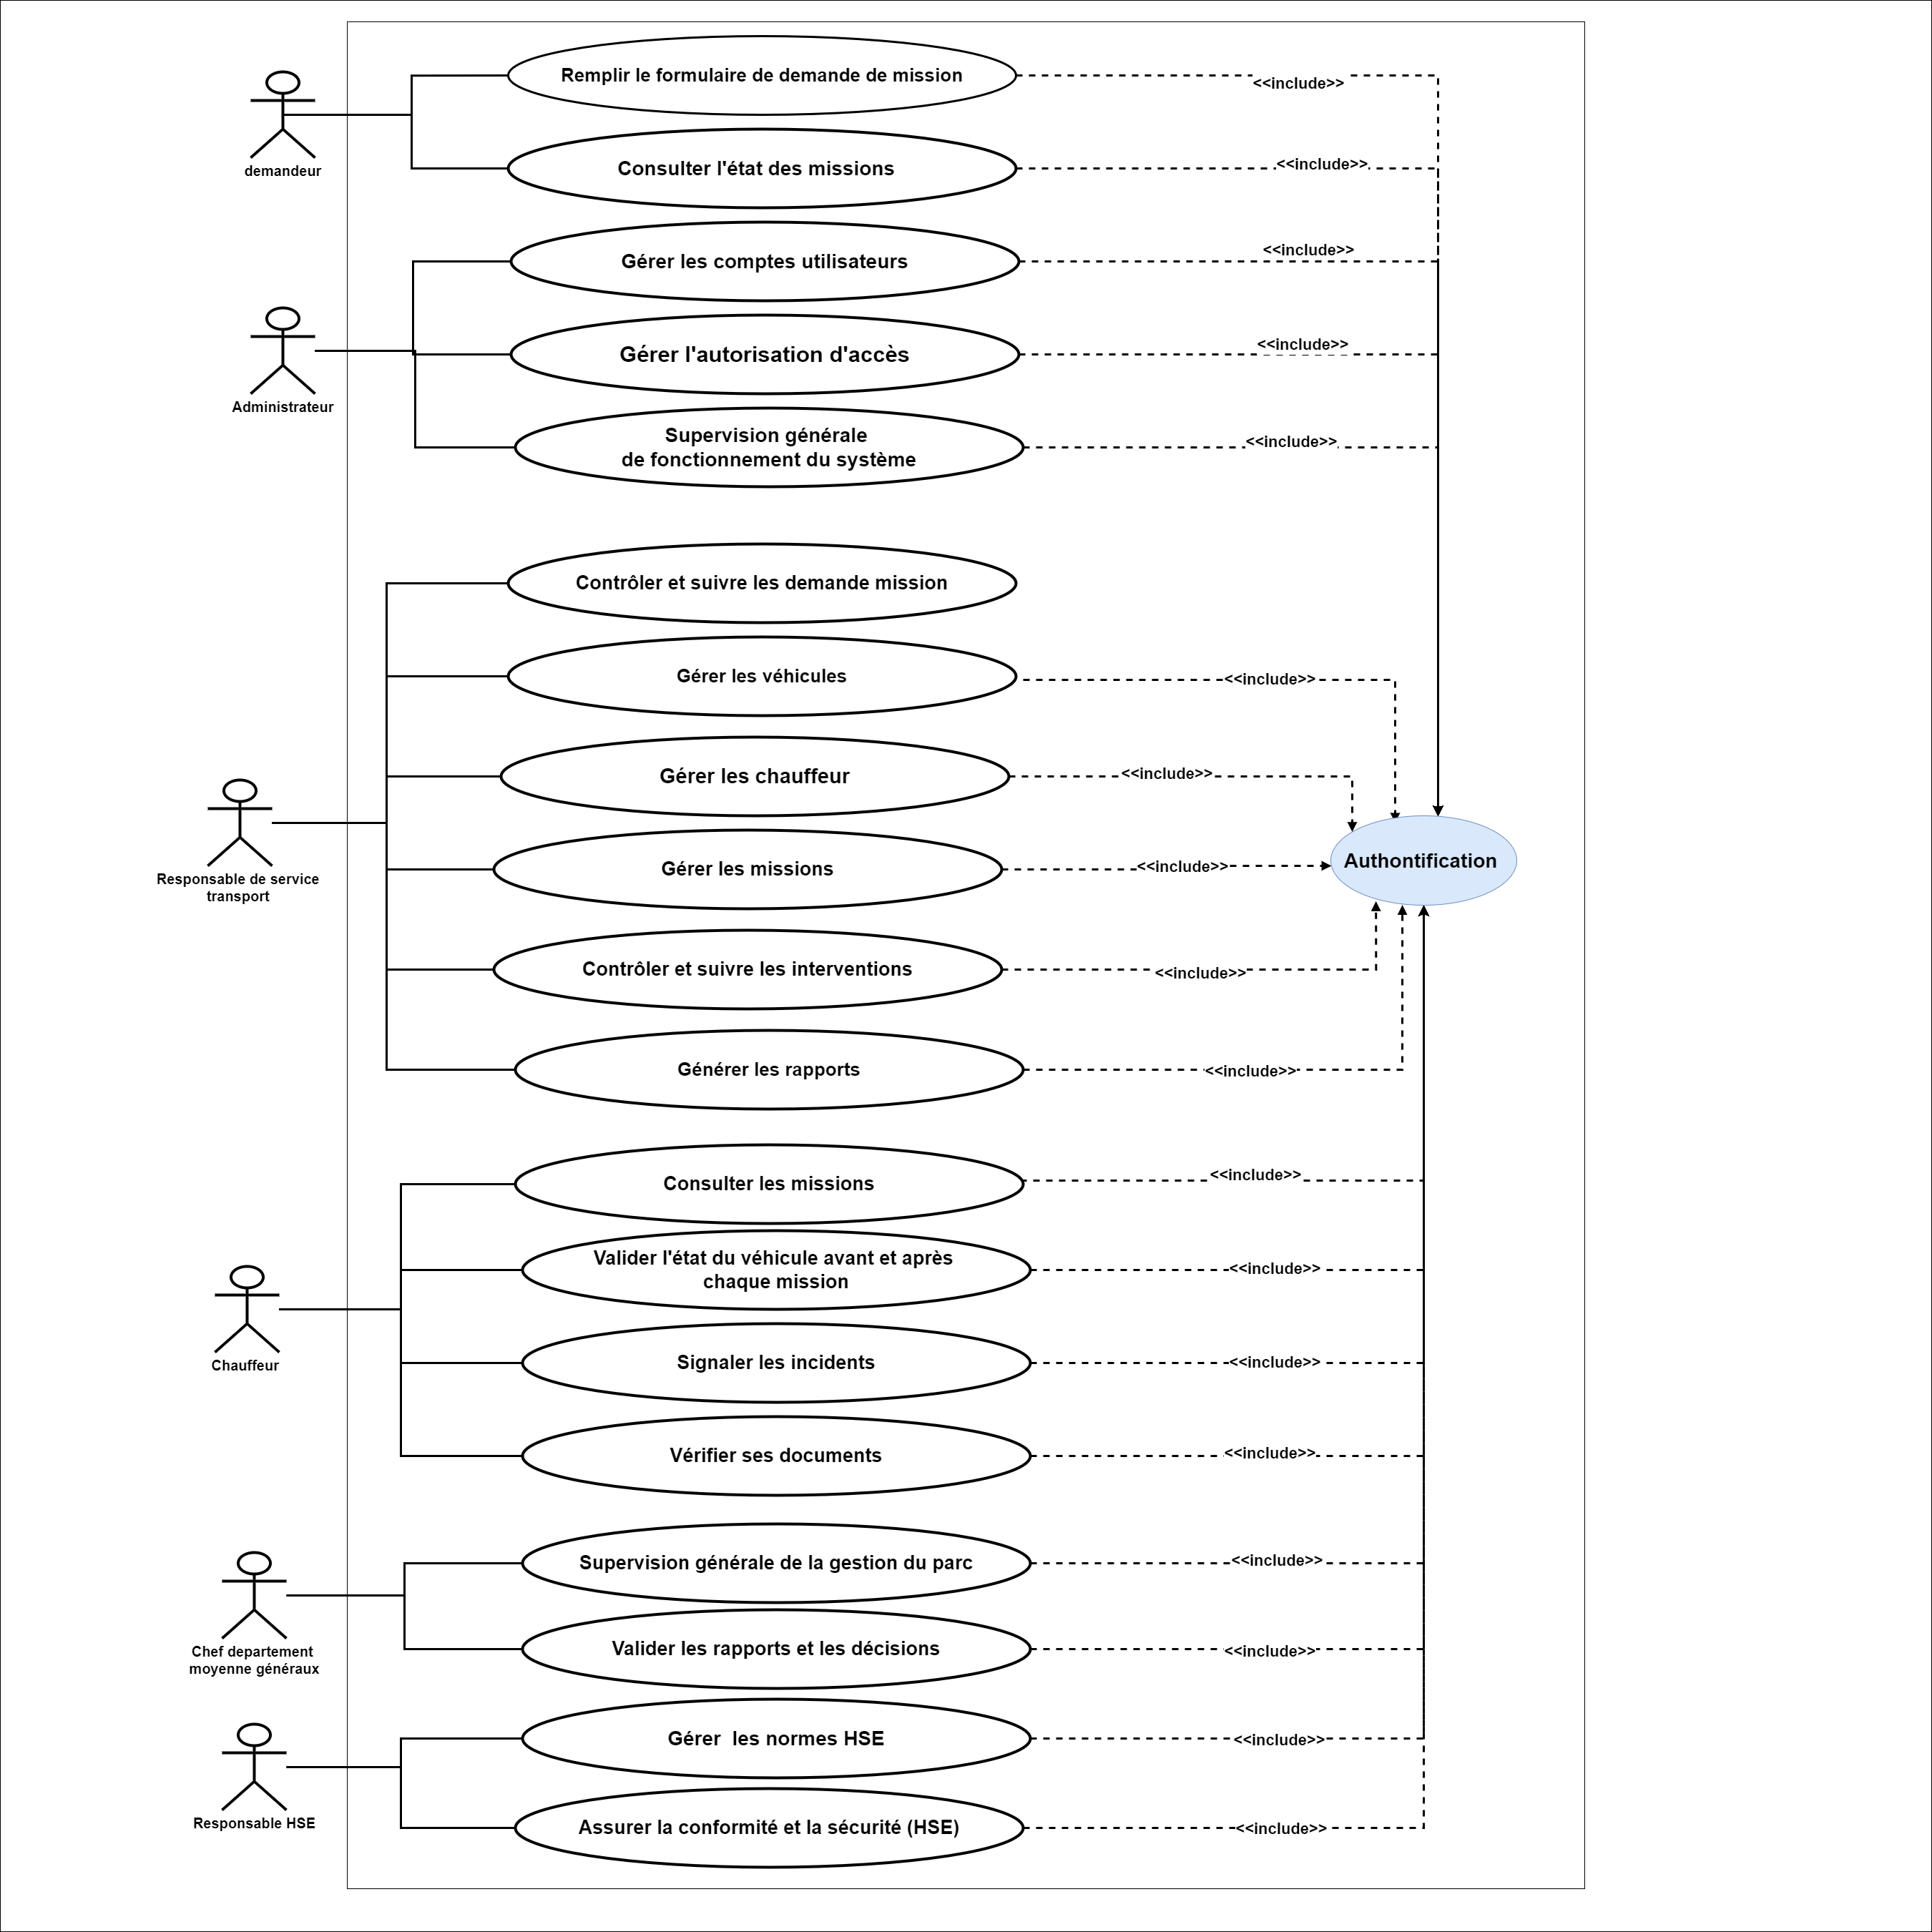 Remplir le formulaire de demande de mission
<<include>>
Consulter l'état des missions
<<include>>
demandeur
Gérer les comptes utilisateurs
<<include>>
Gérer l'autorisation d'accès
<<include>>
Administrateur
Supervision générale
de fonctionnement du système
<<include>>
Contrôler et suivre les demande mission
Gérer les véhicules
<<include>>
Gérer les chauffeur
<<include>>
Authontification
Gérer les missions
<<include>>
Responsable de service
transport
Contrôler et suivre les interventions
<<include>>
Générer les rapports
<<include>>
Consulter les missions
<<include>>
Valider l'état du véhicule avant et après
chaque mission
<<include>>
Chauffeur
Signaler les incidents
<<include>>
Vérifier ses documents
<<include>>
Supervision générale de la gestion du parc
<<include>>
Chef departement
moyenne généraux
Valider les rapports et les décisions
<<include>>
Gérer  les normes HSE
<<include>>
Responsable HSE
Assurer la conformité et la sécurité (HSE)
<<include>>